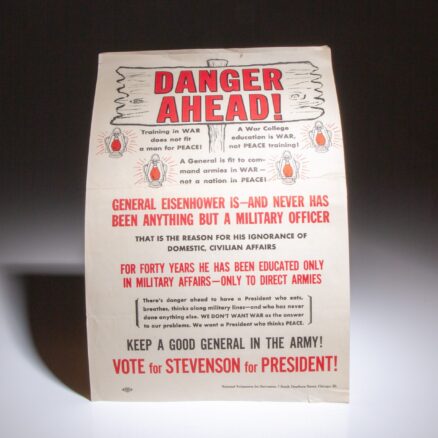 DANGER
AHEAD!
Training in WAR
does not fit
a man for PEACE!
A War College
education is WAR,
not PEACE training!
A General is fit to com-
mand armies in WAR—
not a nation in PEACE!
GENERAL EISENHOWER IS—AND NEVER HAS
BEEN ANYTHING BUT A MILITARY OFFICER
THAT IS THE REASON FOR HIS IGNORANCE OF
DOMESTIC, CIVILIAN AFFAIRS
FOR FORTY YEARS HE HAS BEEN EDUCATED ONLY
IN MILITARY AFFAIRS—ONLY TO DIRECT ARMIES
There's danger ahead to have a President who eats,
breathes, thinks along military lines—and who has never
done anything else. WE DON'T WANT WAR as the answer
to our problems. We want a President who thinks PEACE.
KEEP A GOOD GENERAL IN THE ARMY!
VOTE for STEVENSON for PRESIDENT!